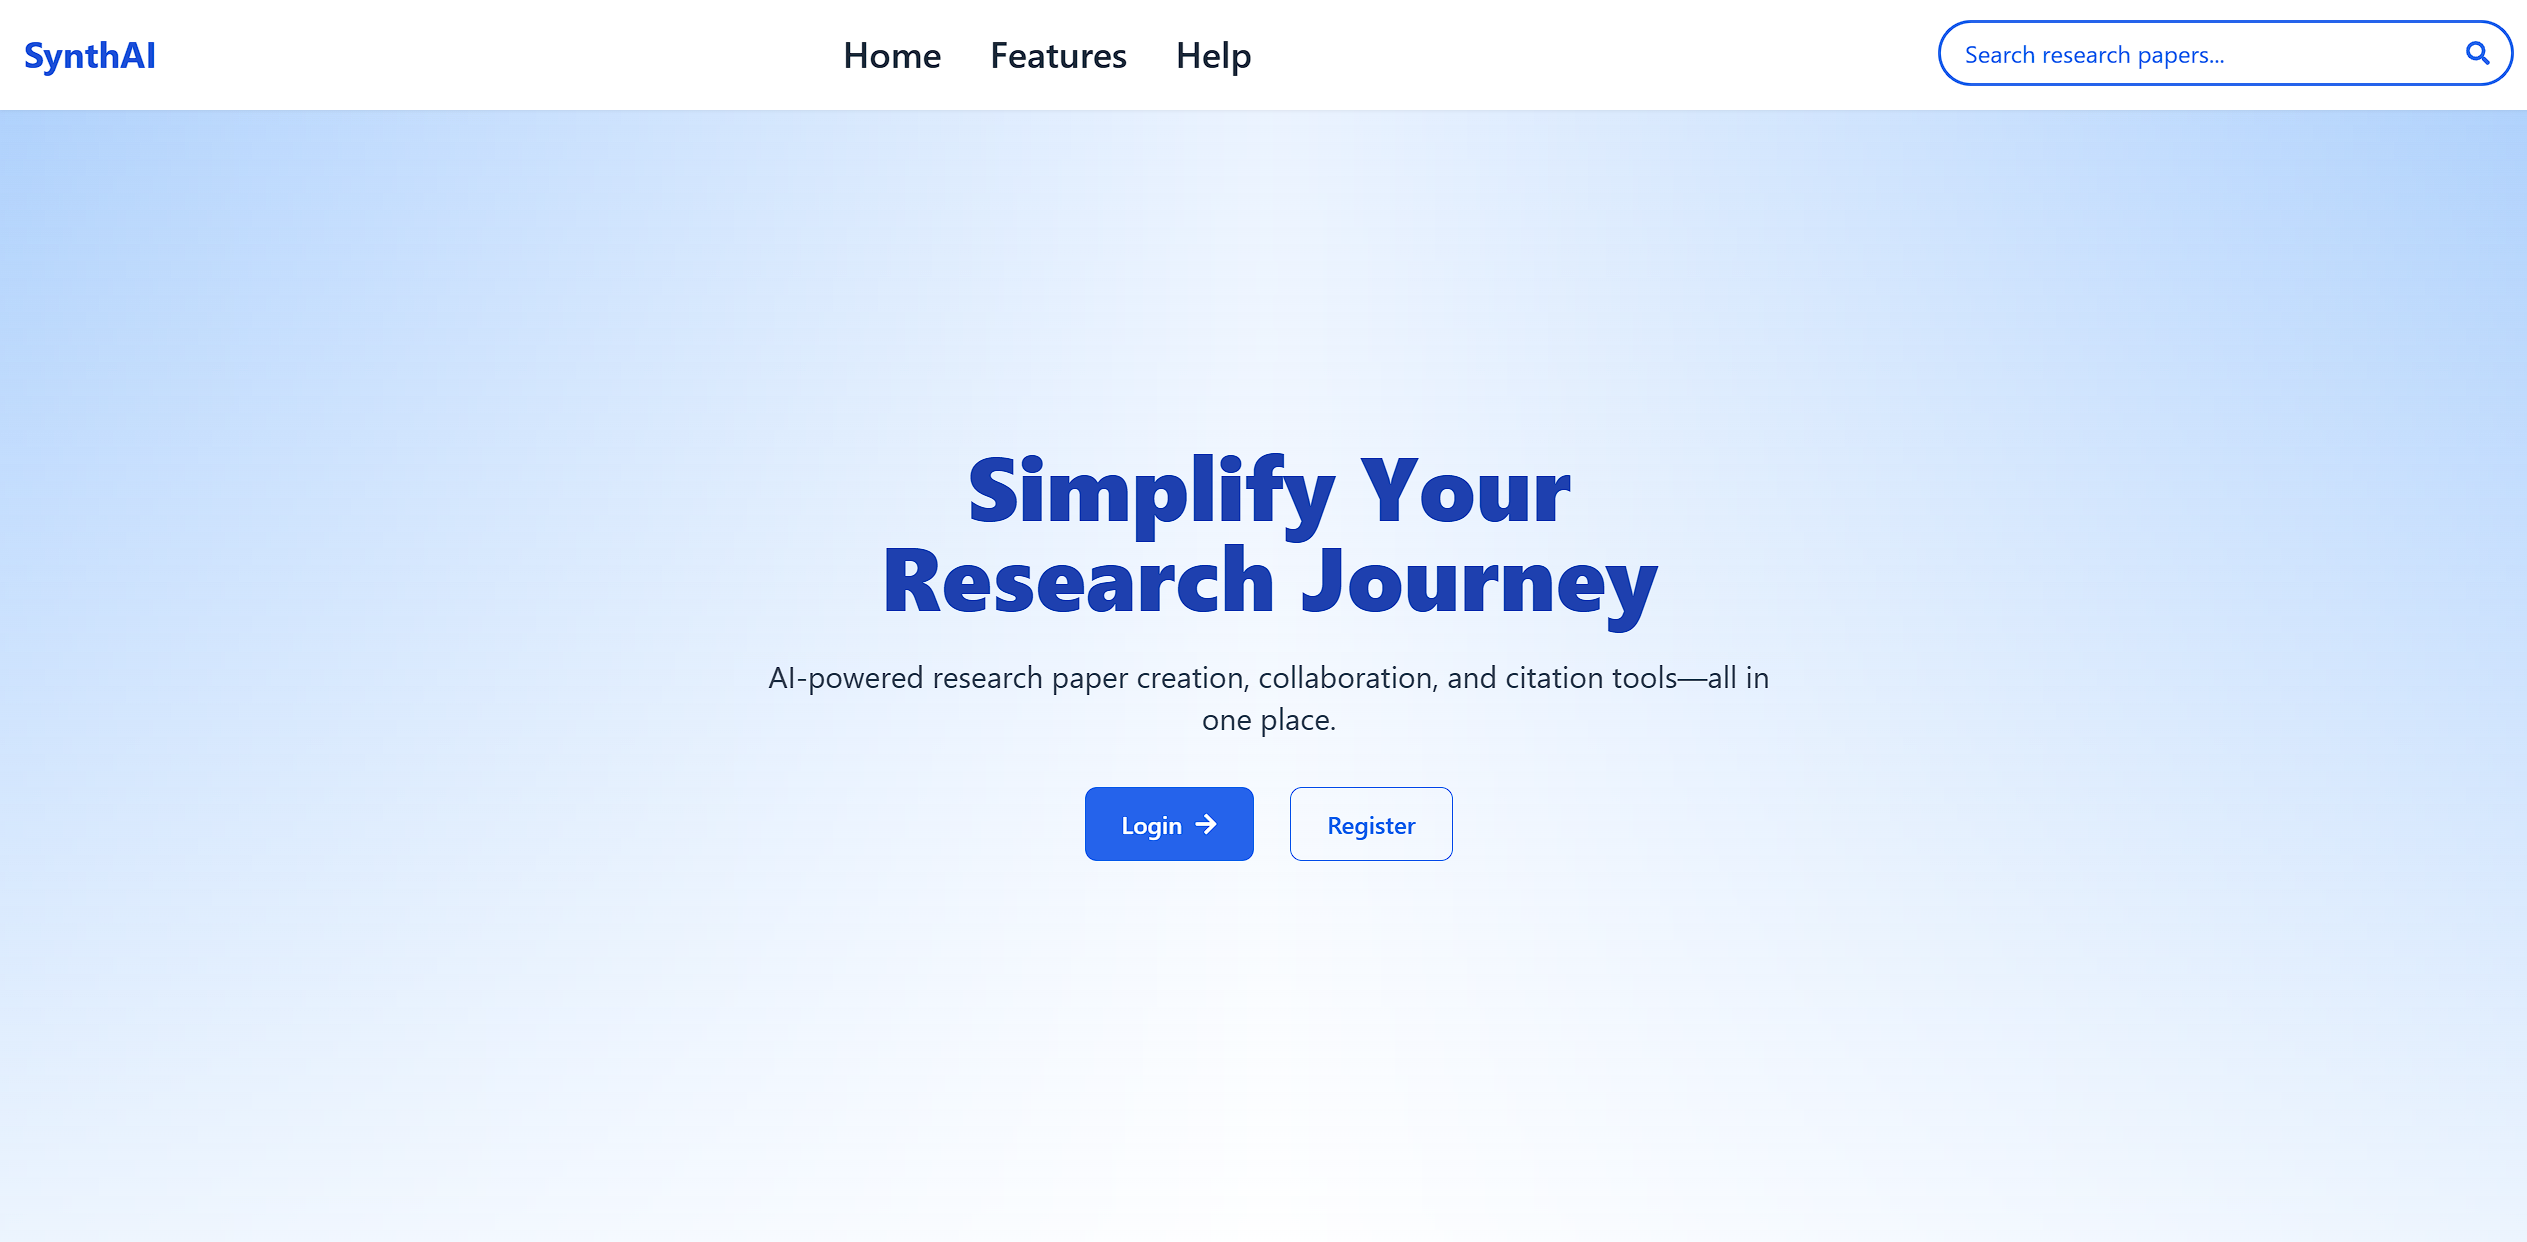 SynthAI
Home Features Help
Search research papers...
Simplify Your
Research Journey
AI-powered research paper creation, collaboration, and citation tools—all in
one place.
Login
Register